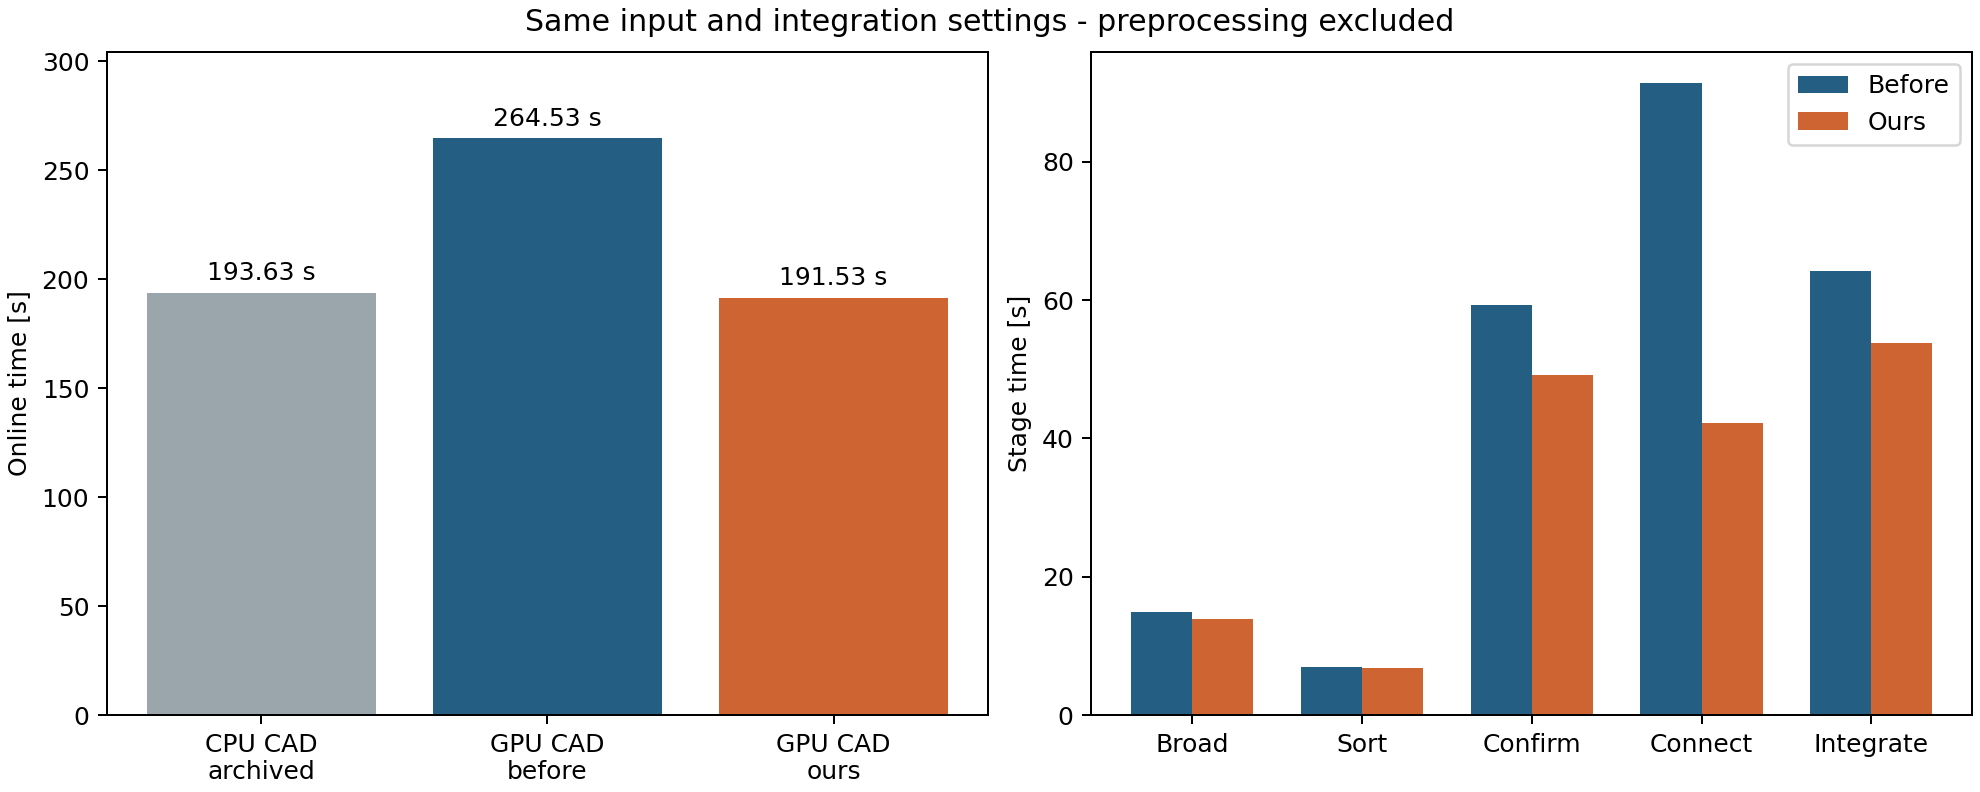 Same input and integration settings - preprocessing excluded
Online time [s]
300
250
200
150
100
50
0
193.63 s
264.53 s
191.53 s
CPU CAD
archived
GPU CAD
before
GPU CAD
ours
Stage time [s]
80
60
40
20
0
Before
Ours
Broad
Sort
Confirm
Connect
Integrate